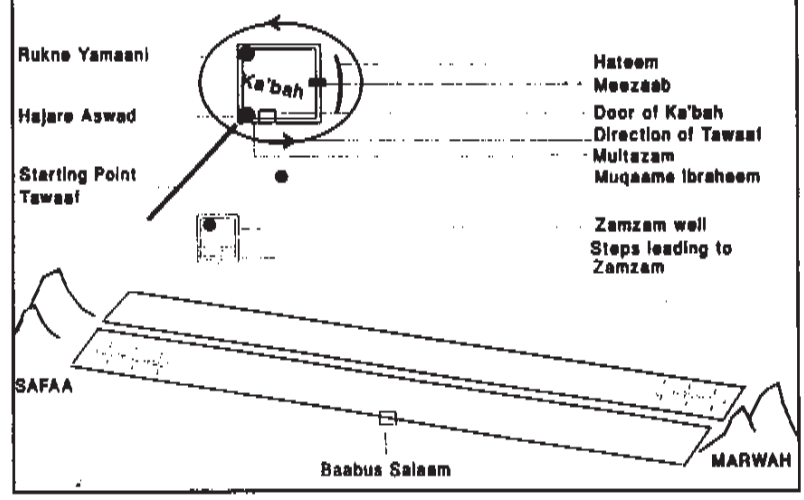 Rukne Yamaani
Hajare Aswad
Starting Point
Tawaaf
Ka'bah
Hateem
Meezaab
Door of Ka'bah
Direction of Tawaaf
Multazam
Muqaame Ibraheem
Zamzam well
Steps leading to
Zamzam
SAFAA
MARWAH
Baabus Salaam